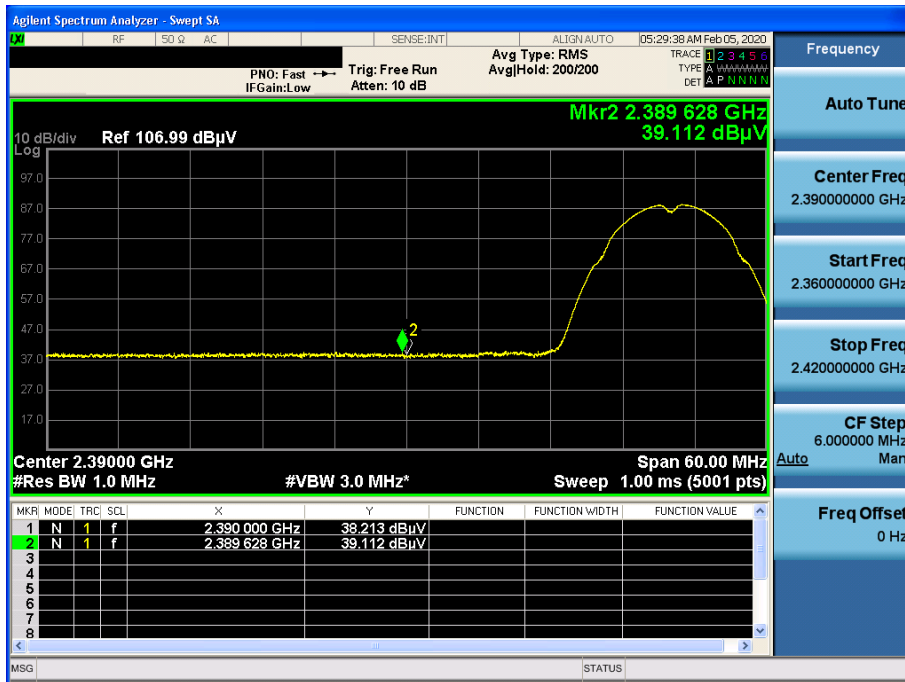 Agilent Spectrum Analyzer - Swept SA
LXI RF 50 Ω AC SENSE:INT ALIGN AUTO 05:29:38 AM Feb 05, 2020
PNO: Fast IFGain:Low
Trig: Free Run Atten: 10 dB
Avg Type: RMS Avg|Hold: 200/200
TRACE 1 2 3 4 5 6
TYPE A WWWWW
DET A P N N N N
Mkr2 2.389 628 GHz
39.112 dBµV
10 dB/div Ref 106.99 dBµV
Log
97.0
87.0
77.0
67.0
57.0
47.0
37.0
27.0
17.0
2
Center 2.39000 GHz Span 60.00 MHz
#Res BW 1.0 MHz #VBW 3.0 MHz* Sweep 1.00 ms (5001 pts)
MKR MODE TRC SCL X Y FUNCTION FUNCTION WIDTH FUNCTION VALUE
1 N 1 f 2.390 000 GHz 38.213 dBµV
2 N 1 f 2.389 628 GHz 39.112 dBµV
3
4
5
6
7
8
MSG STATUS
Frequency
Auto Tune
Center Freq
2.390000000 GHz
Start Freq
2.360000000 GHz
Stop Freq
2.420000000 GHz
CF Step
6.000000 MHz
Auto Man
Freq Offset
0 Hz